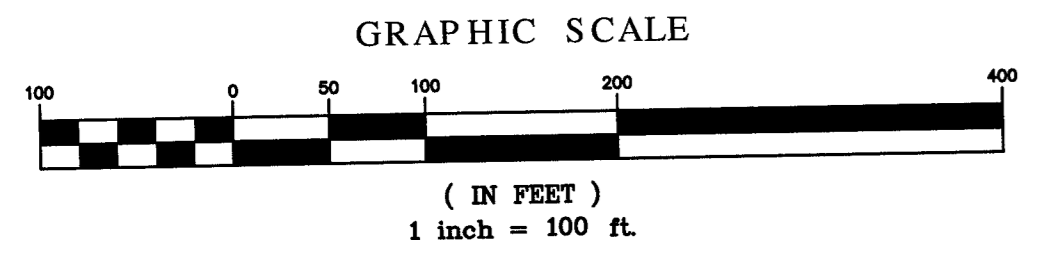 GRAPHIC SCALE
100 0 50 100 200 400
( IN FEET )
1 inch = 100 ft.